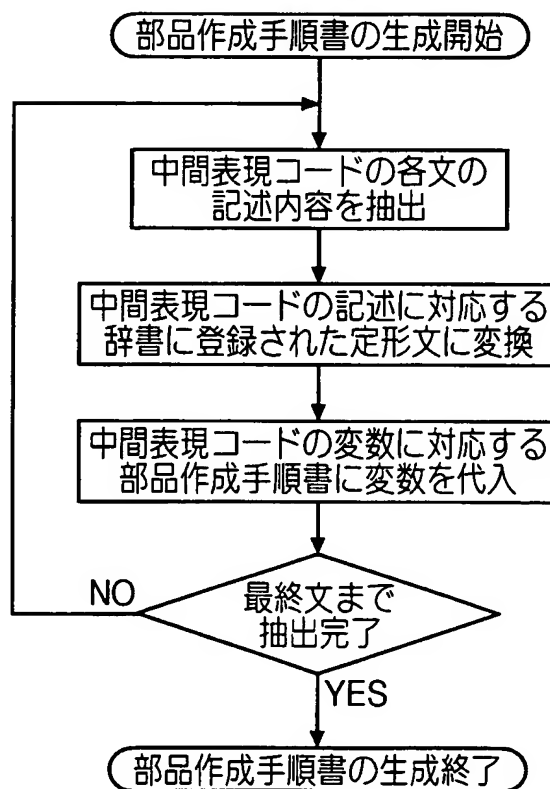 部品作成手順書の生成開始
中間表現コードの各文の
記述内容を抽出
中間表現コードの記述に対応する
辞書に登録された定形文に変換
中間表現コードの変数に対応する
部品作成手順書に変数を代入
NO
最終文まで
抽出完了
YES
部品作成手順書の生成終了